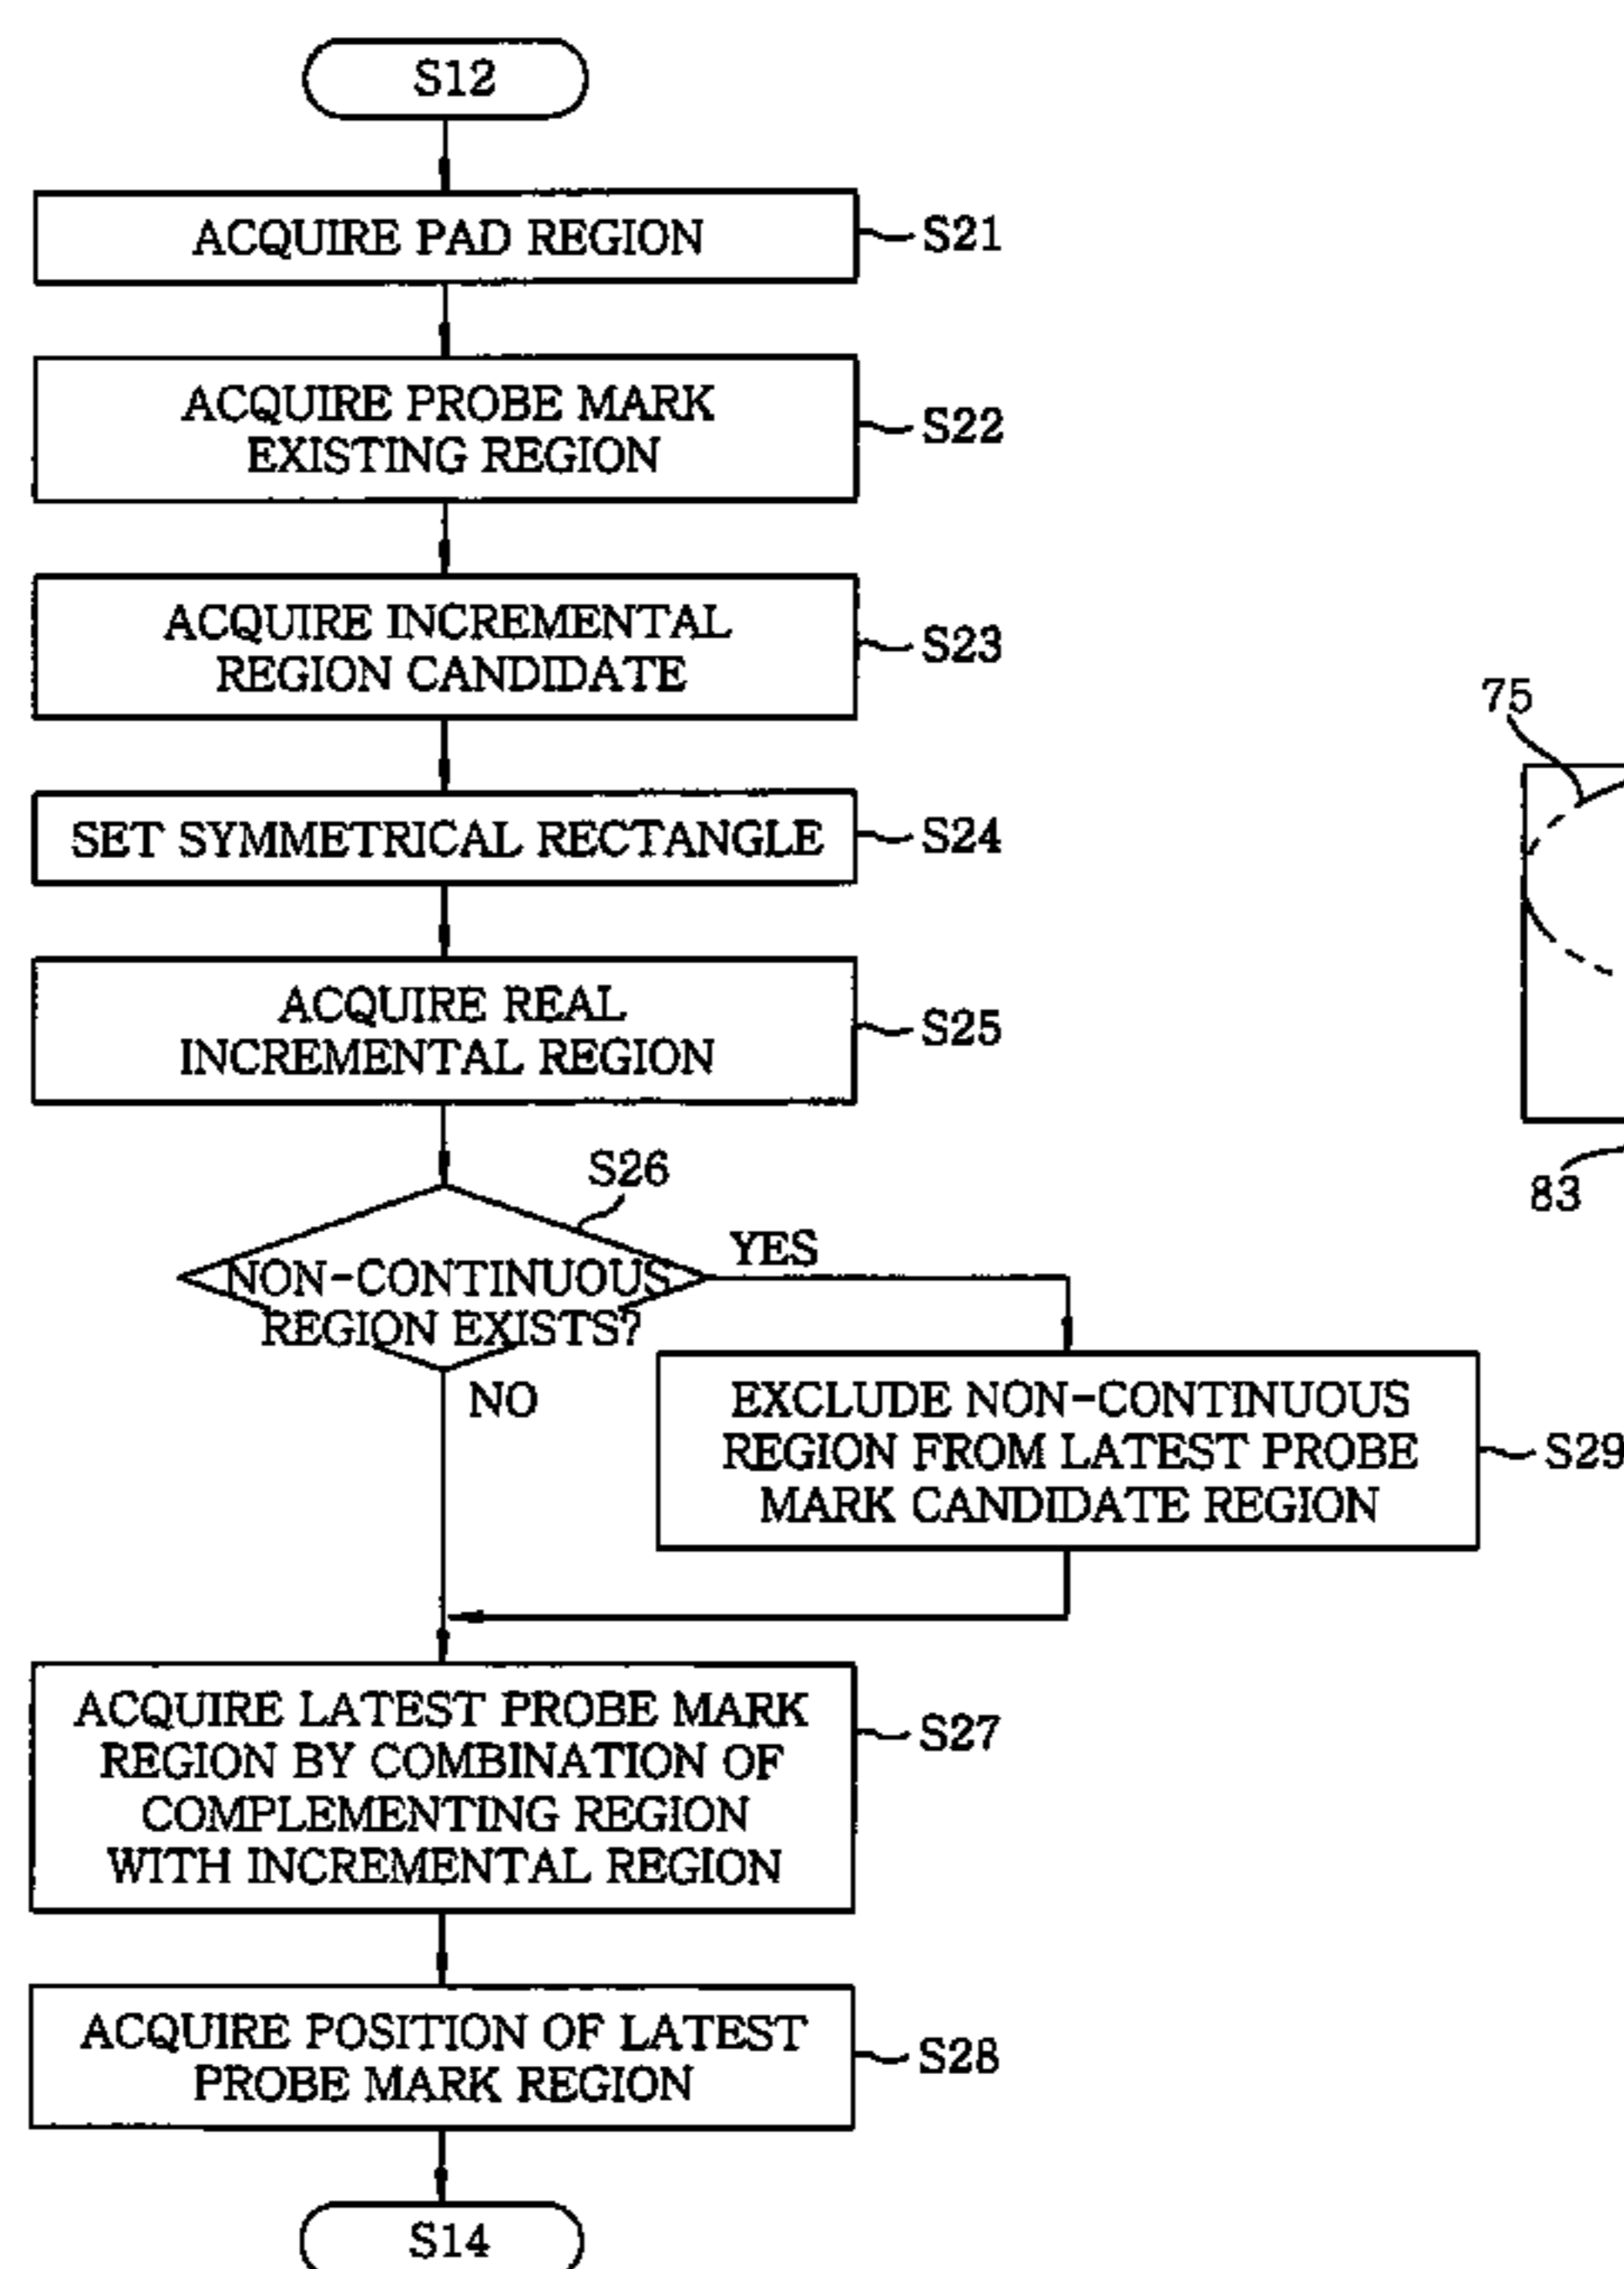 S12
ACQUIRE PAD REGION
S21
ACQUIRE PROBE MARK
EXISTING REGION
S22
ACQUIRE INCREMENTAL
REGION CANDIDATE
S23
SET SYMMETRICAL RECTANGLE
S24
ACQUIRE REAL
INCREMENTAL REGION
S25
S26
NON-CONTINUOUS
REGION EXISTS?
YES
NO
EXCLUDE NON-CONTINUOUS
REGION FROM LATEST PROBE
MARK CANDIDATE REGION
S29
ACQUIRE LATEST PROBE MARK
REGION BY COMBINATION OF
COMPLEMENTING REGION
WITH INCREMENTAL REGION
S27
ACQUIRE POSITION OF LATEST
PROBE MARK REGION
S28
S14
75
83